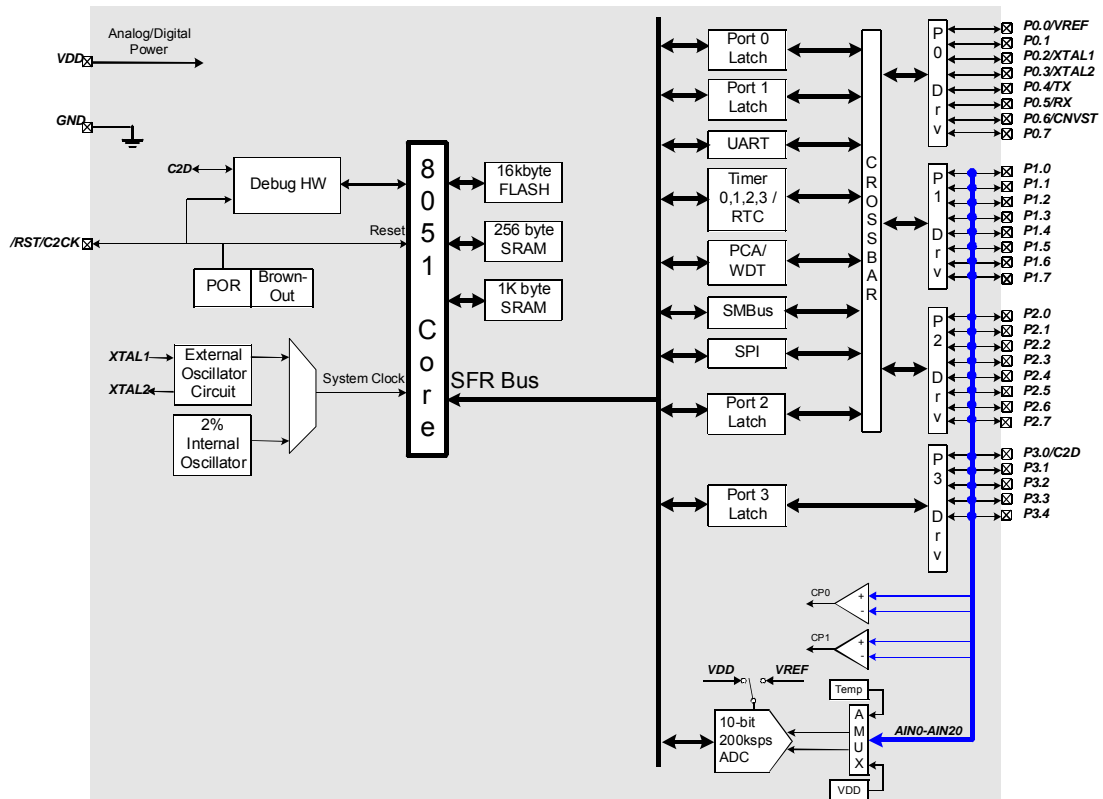 Analog/Digital
Power
VDD
GND
C2D
Debug HW
/RST/C2CK
Reset
POR
Brown-
Out
XTAL1
XTAL2
External
Oscillator
Circuit
2%
Internal
Oscillator
System Clock
8
0
5
1
C
o
r
e
16kbyte
FLASH
256 byte
SRAM
1K byte
SRAM
SFR Bus
Port 0
Latch
Port 1
Latch
UART
Timer
0,1,2,3 /
RTC
PCA/
WDT
SMBus
SPI
Port 2
Latch
Port 3
Latch
C
R
O
S
S
B
A
R
P
0
D
r
v
P0.0/VREF
P0.1
P0.2/XTAL1
P0.3/XTAL2
P0.4/TX
P0.5/RX
P0.6/CNVST
P0.7
P
1
D
r
v
P1.0
P1.1
P1.2
P1.3
P1.4
P1.5
P1.6
P1.7
P
2
D
r
v
P2.0
P2.1
P2.2
P2.3
P2.4
P2.5
P2.6
P2.7
P
3
D
r
v
P3.0/C2D
P3.1
P3.2
P3.3
P3.4
CP0
+
-
CP1
+
-
VDD
VREF
Temp
10-bit
200ksps
ADC
A
M
U
X
AIN0-AIN20
VDD